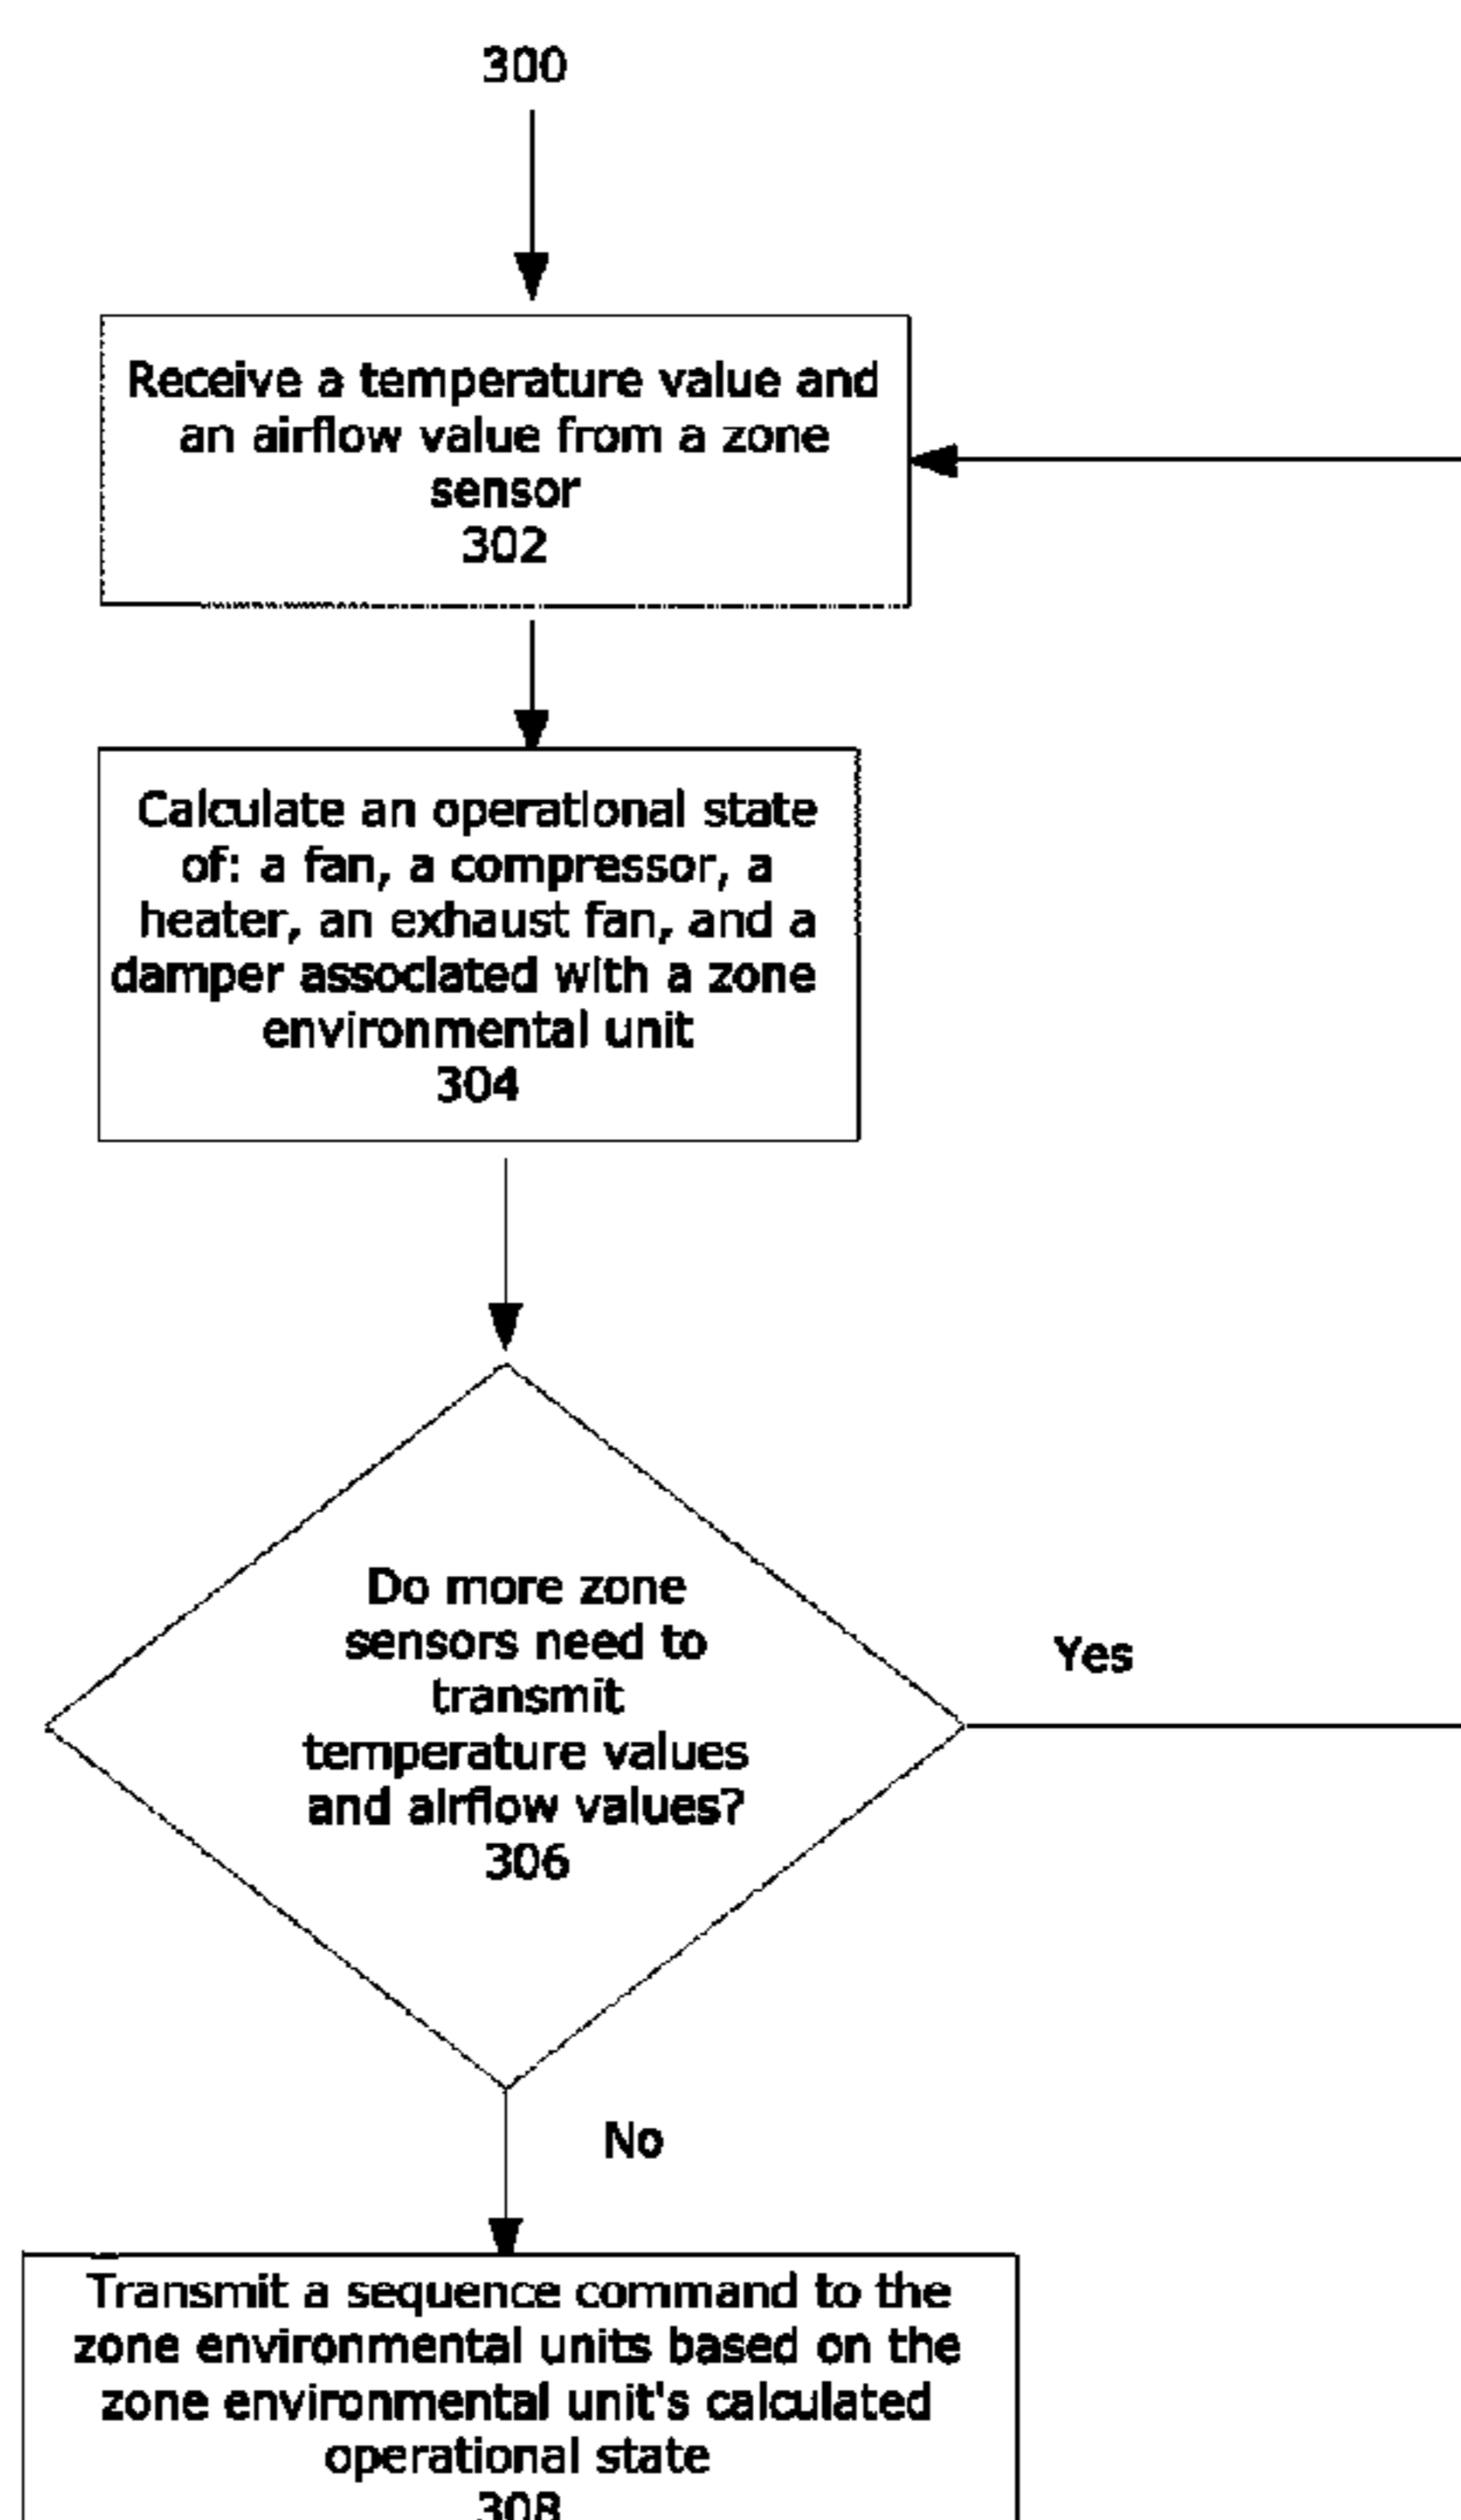 300
Receive a temperature value and
an airflow value from a zone
sensor
302
Calculate an operational state
of: a fan, a compressor, a
heater, an exhaust fan, and a
damper associated with a zone
environmental unit
304
Do more zone
sensors need to
transmit
temperature values
and airflow values?
306
Yes
No
Transmit a sequence command to the
zone environmental units based on the
zone environmental unit's calculated
operational state
308